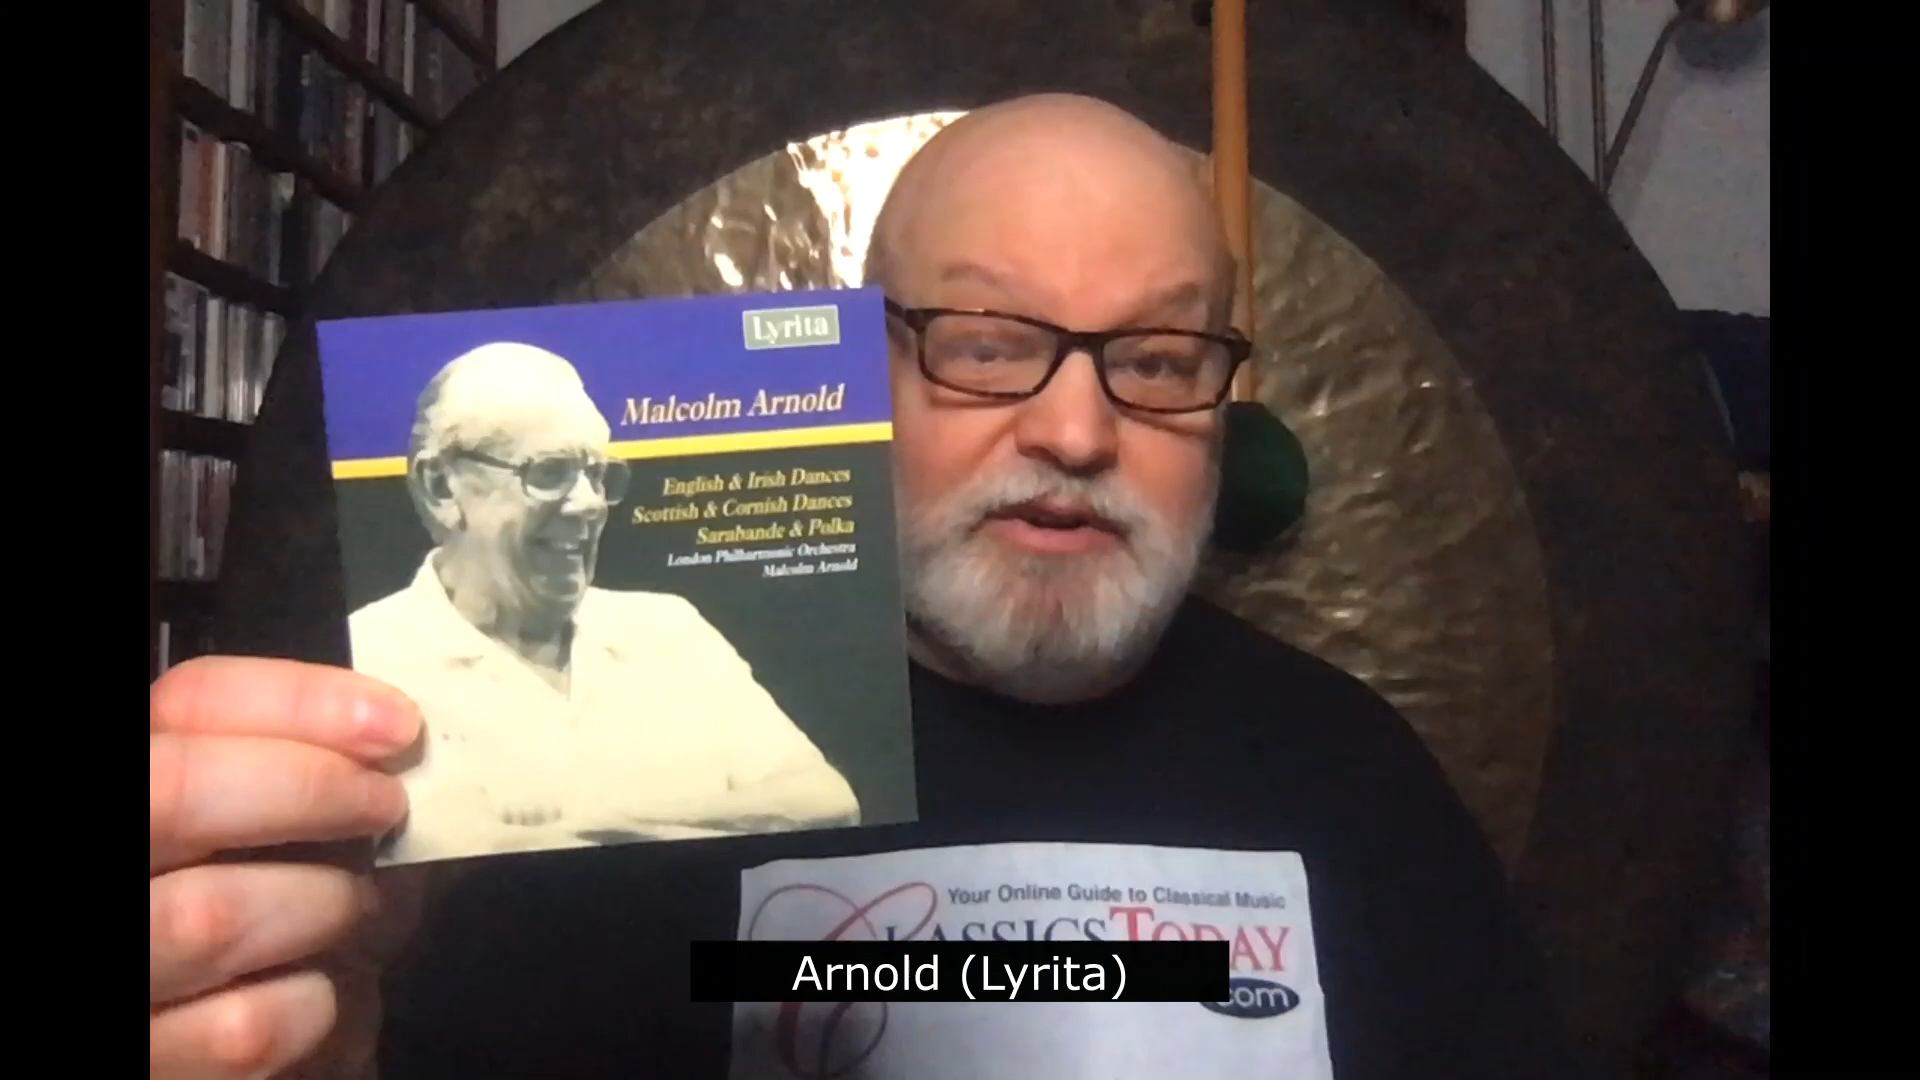 Lyrita
Malcolm Arnold
English & Irish Dances
Scottish & Cornish Dances
Sarabande & Polka
London Philharmonic Orchestra
Malcolm Arnold
Your Online Guide to Classical Music
CLASSICSTODAY
.com
Arnold (Lyrita)